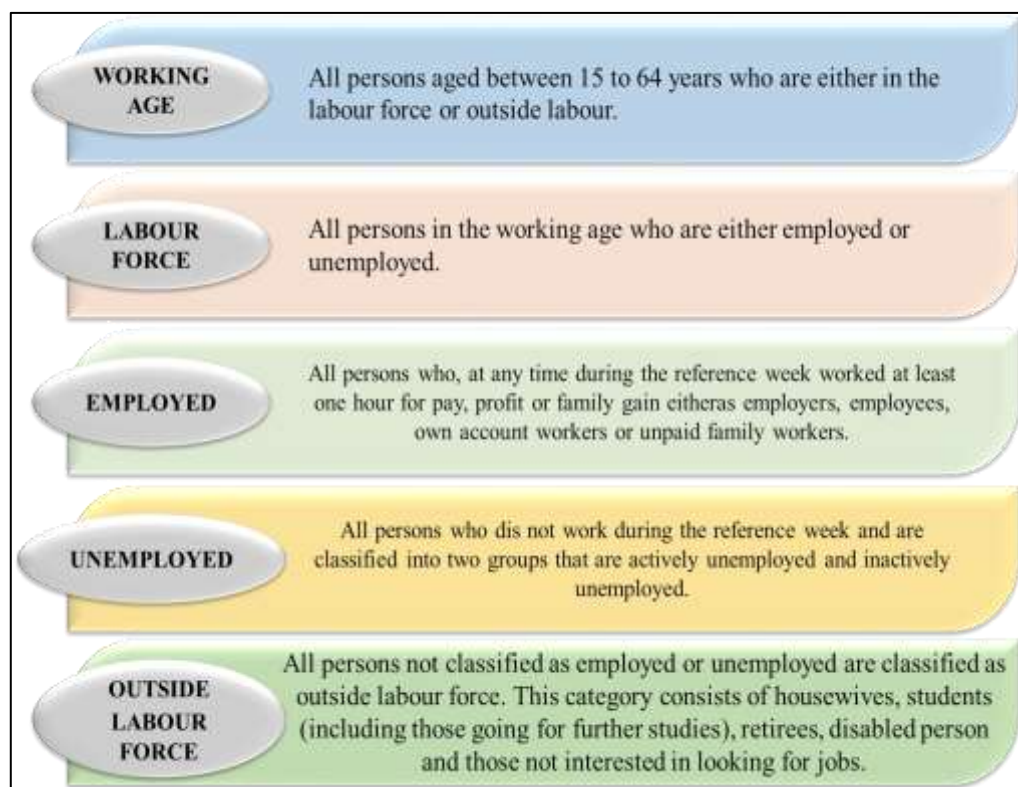 WORKING
AGE
All persons aged between 15 to 64 years who are either in the
labour force or outside labour.
LABOUR
FORCE
All persons in the working age who are either employed or
unemployed.
EMPLOYED
All persons who, at any time during the reference week worked at least
one hour for pay, profit or family gain eitheras employers, employees,
own account workers or unpaid family workers.
UNEMPLOYED
All persons who dis not work during the reference week and are
classified into two groups that are actively unemployed and inactively
unemployed.
OUTSIDE
LABOUR
FORCE
All persons not classified as employed or unemployed are classified as
outside labour force. This category consists of housewives, students
(including those going for further studies), retirees, disabled person
and those not interested in looking for jobs.